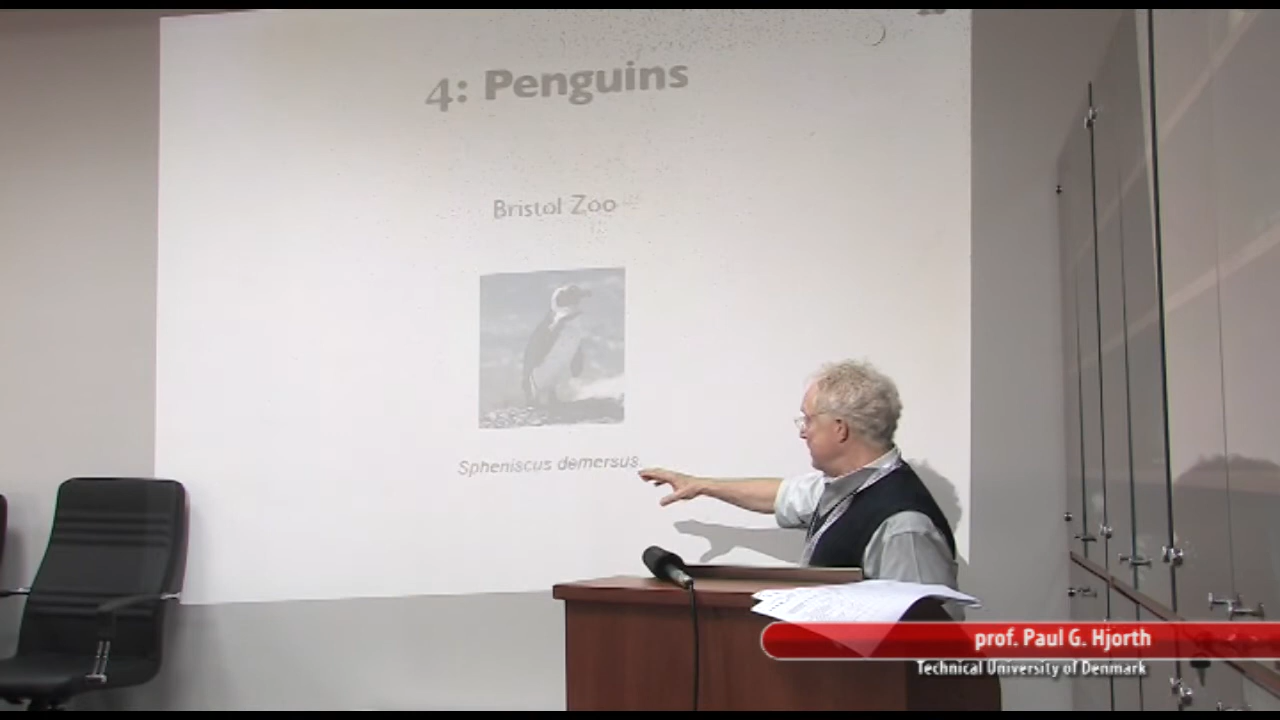 4: Penguins
Bristol Zoo
Spheniscus demersus.
prof. Paul G. Hjorth
Technical University of Denmark